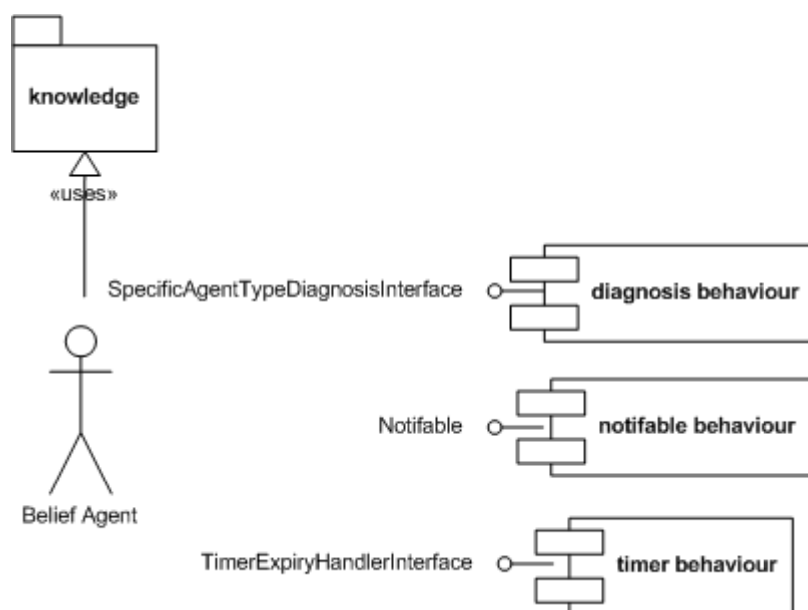 knowledge
«uses»
SpecificAgentTypeDiagnosisInterface
diagnosis behaviour
Notifable
notifable behaviour
Belief Agent
TimerExpiryHandlerInterface
timer behaviour